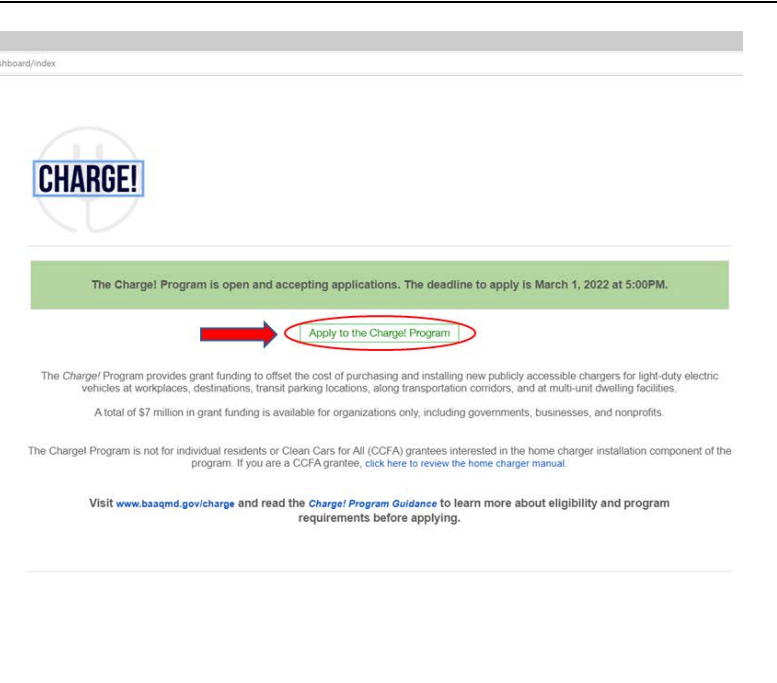 shboard/index
CHARGE!
The Charge! Program is open and accepting applications. The deadline to apply is March 1, 2022 at 5:00PM.
Apply to the Charge! Program
The Charge! Program provides grant funding to offset the cost of purchasing and installing new publicly accessible chargers for light-duty electric
vehicles at workplaces, destinations, transit parking locations, along transportation corridors, and at multi-unit dwelling facilities.
A total of $7 million in grant funding is available for organizations only, including governments, businesses, and nonprofits.
The Charge! Program is not for individual residents or Clean Cars for All (CCFA) grantees interested in the home charger installation component of the
program. If you are a CCFA grantee, click here to review the home charger manual.
Visit www.baaqmd.gov/charge and read the Charge! Program Guidance to learn more about eligibility and program
requirements before applying.